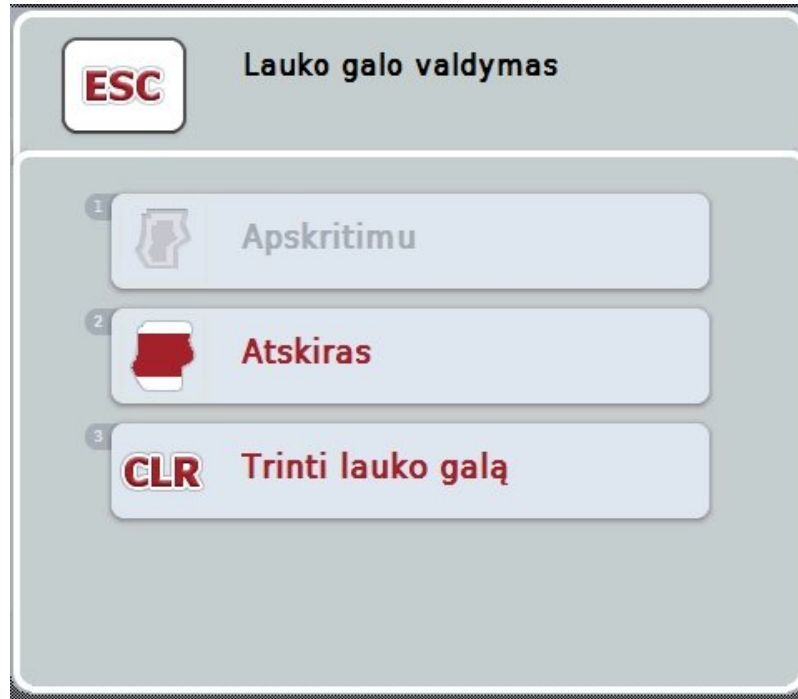 ESC
Lauko galo valdymas
1
Apskritimu
2
Atskiras
3
CLR
Trinti lauko galą